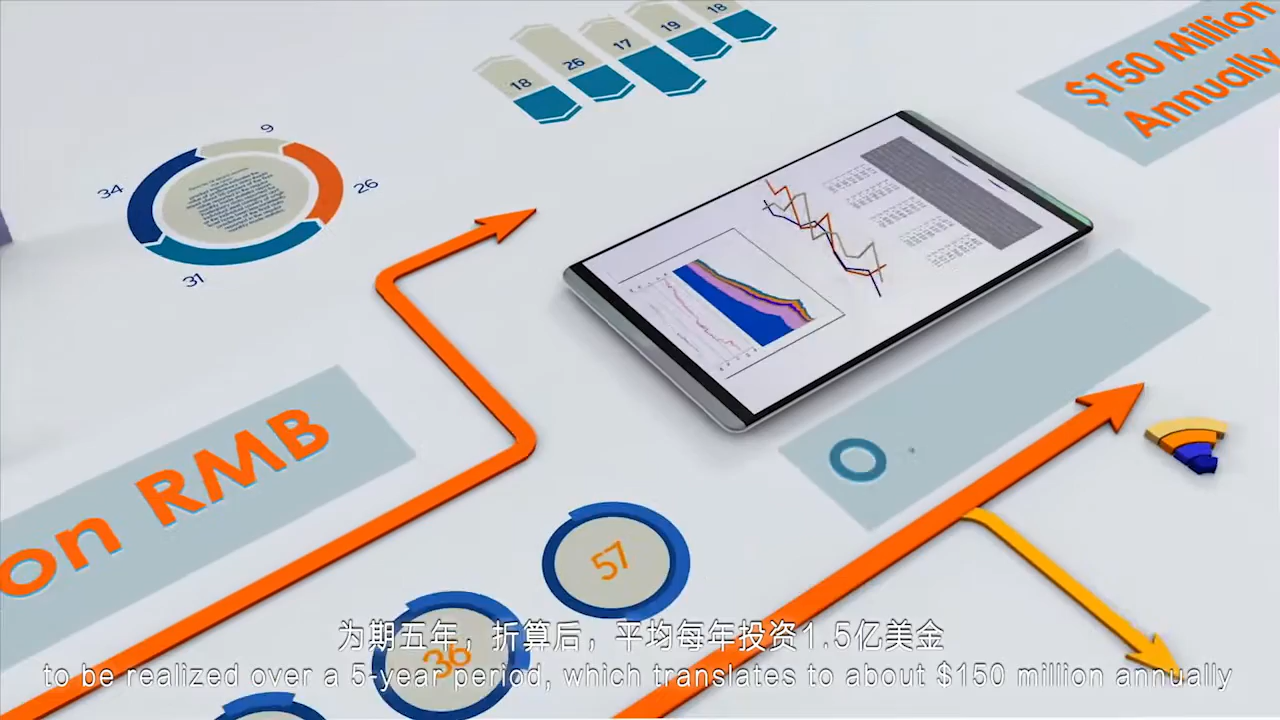 18
26
17
19
18
$150 Million
Annually
9
34
26
31
on RMB
57
36
为期五年，折算后，平均每年投资1.5亿美金
to be realized over a 5-year period, which translates to about $150 million annually